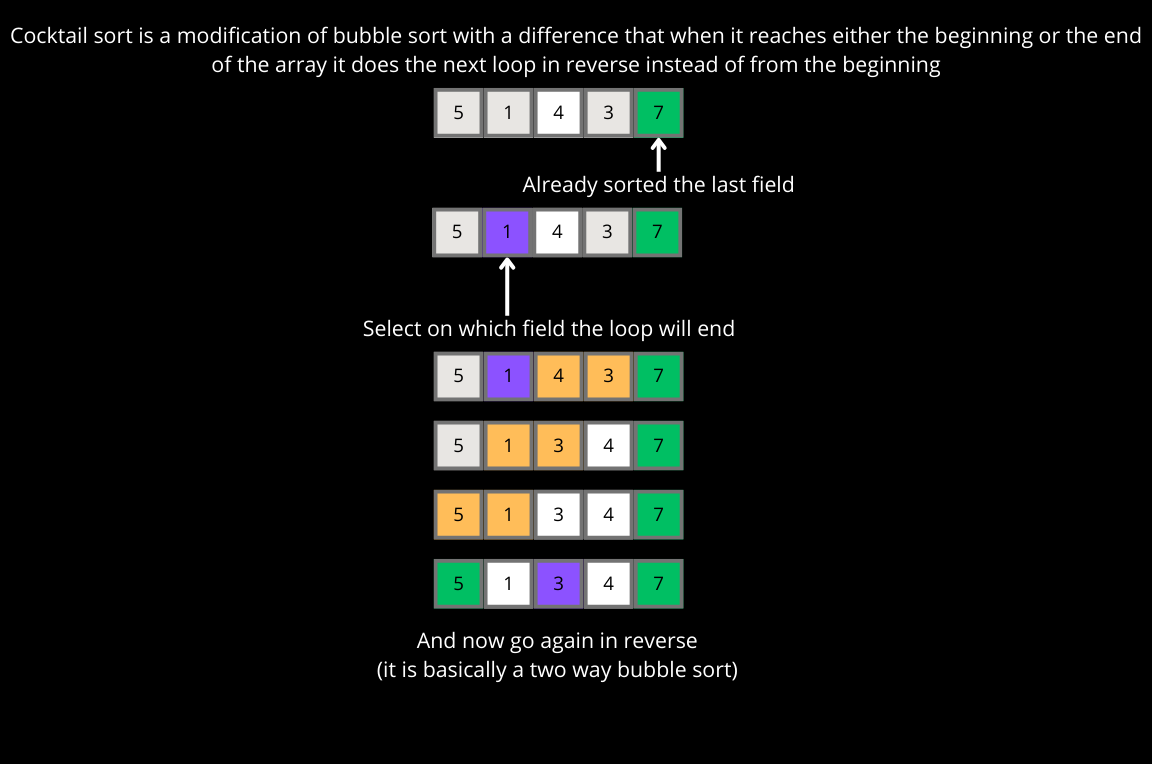 Cocktail sort is a modification of bubble sort with a difference that when it reaches either the beginning or the end
of the array it does the next loop in reverse instead of from the beginning
5 1 4 3 7
Already sorted the last field
5 1 4 3 7
Select on which field the loop will end
5 1 4 3 7
5 1 3 4 7
5 1 3 4 7
5 1 3 4 7
And now go again in reverse
(it is basically a two way bubble sort)